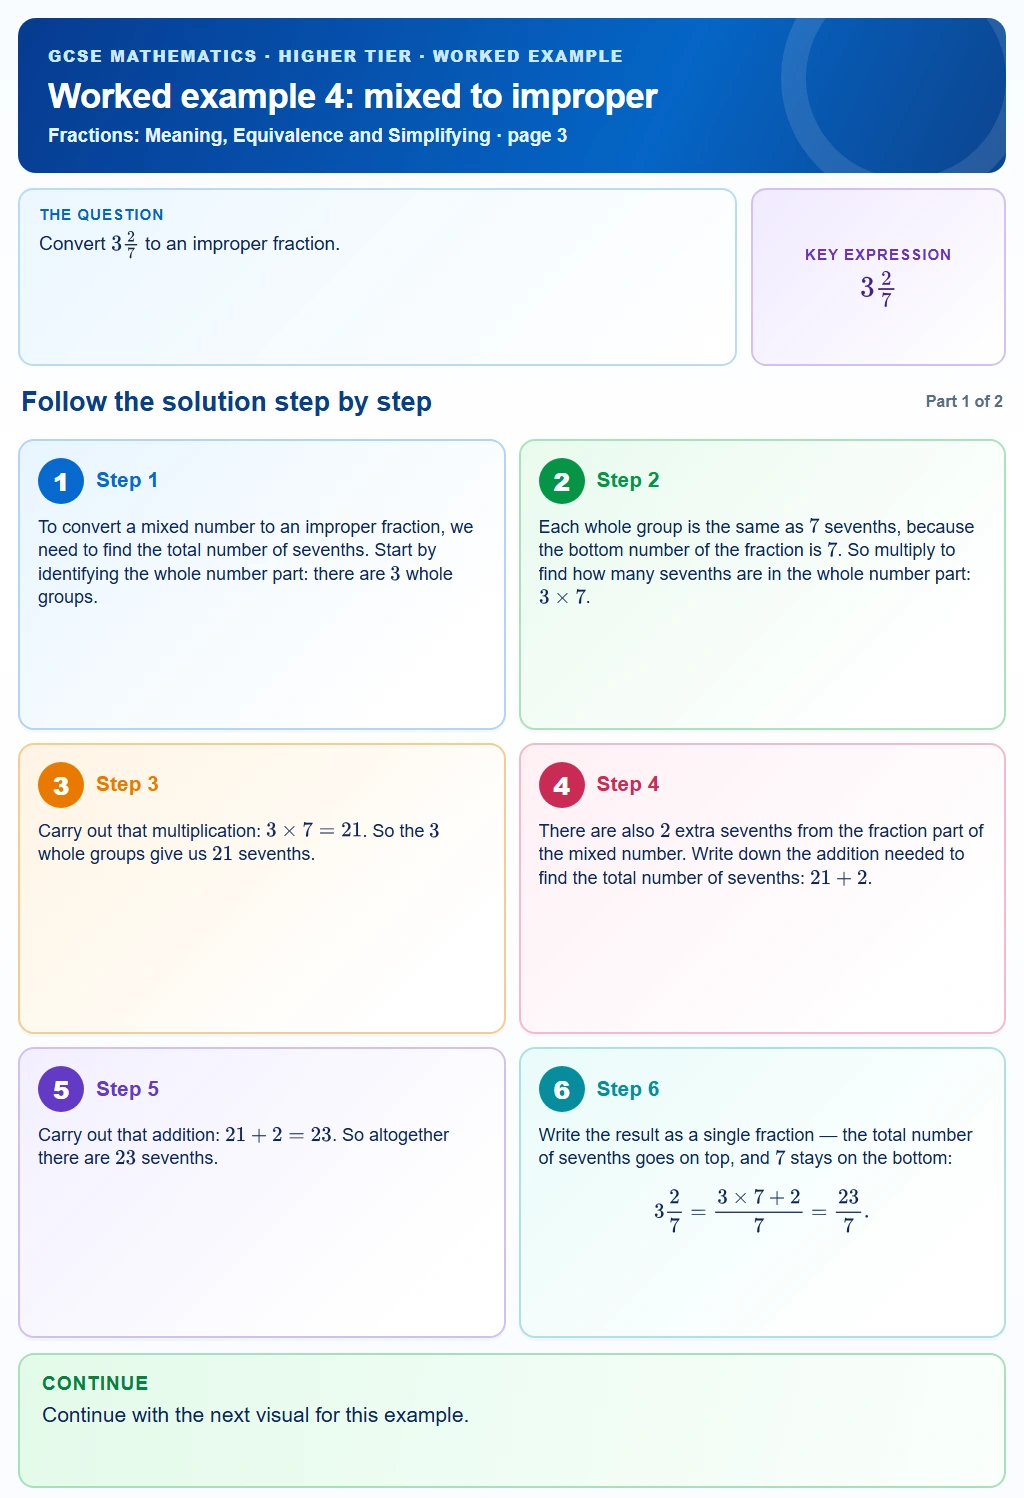 GCSE MATHEMATICS · HIGHER TIER · WORKED EXAMPLE
Worked example 4: mixed to improper
Fractions: Meaning, Equivalence and Simplifying · page 3
THE QUESTION
Convert 3 2/7 to an improper fraction.
KEY EXPRESSION
3 2/7
Follow the solution step by step
Part 1 of 2
1 Step 1
To convert a mixed number to an improper fraction, we
need to find the total number of sevenths. Start by
identifying the whole number part: there are 3 whole
groups.
2 Step 2
Each whole group is the same as 7 sevenths, because
the bottom number of the fraction is 7. So multiply to
find how many sevenths are in the whole number part:
3 × 7.
3 Step 3
Carry out that multiplication: 3 × 7 = 21. So the 3
whole groups give us 21 sevenths.
4 Step 4
There are also 2 extra sevenths from the fraction part of
the mixed number. Write down the addition needed to
find the total number of sevenths: 21 + 2.
5 Step 5
Carry out that addition: 21 + 2 = 23. So altogether
there are 23 sevenths.
6 Step 6
Write the result as a single fraction — the total number
of sevenths goes on top, and 7 stays on the bottom:
3 2/7 = (3 × 7 + 2)/7 = 23/7.
CONTINUE
Continue with the next visual for this example.